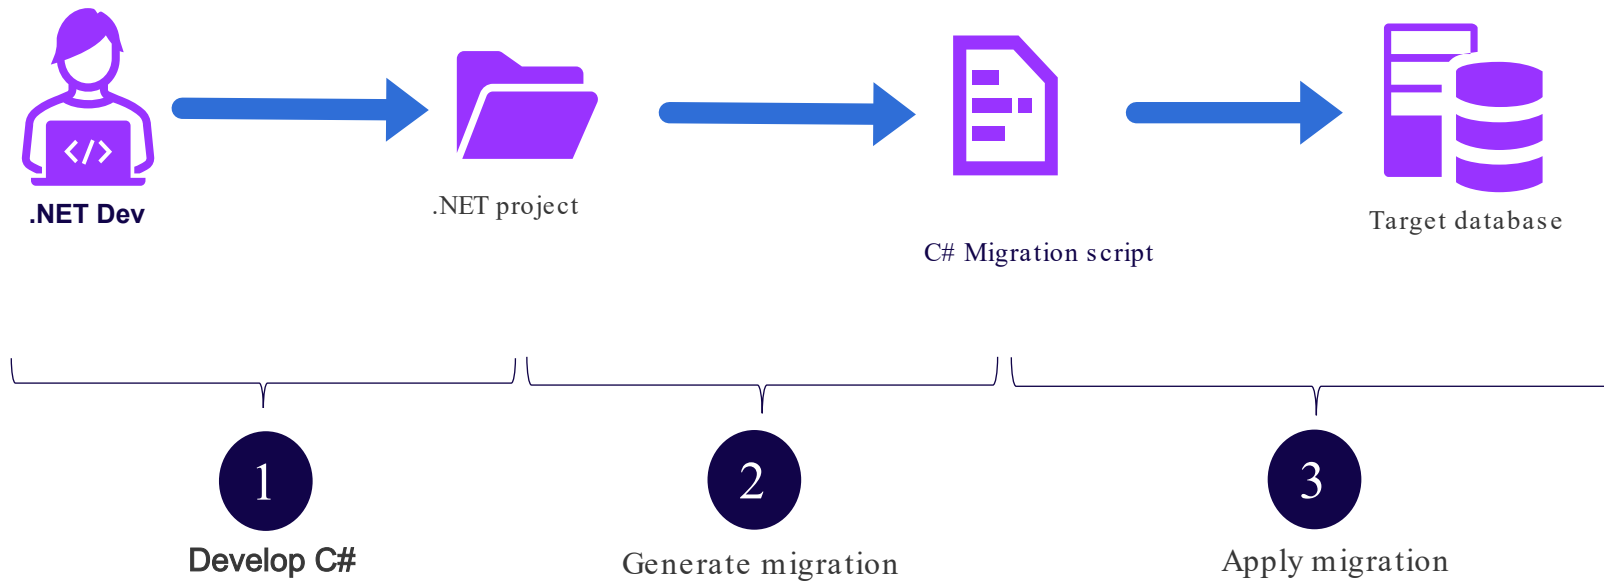 </>
.NET Dev
.NET project
C# Migration script
Target database
1
2
3
Develop C#
Generate migration
Apply migration